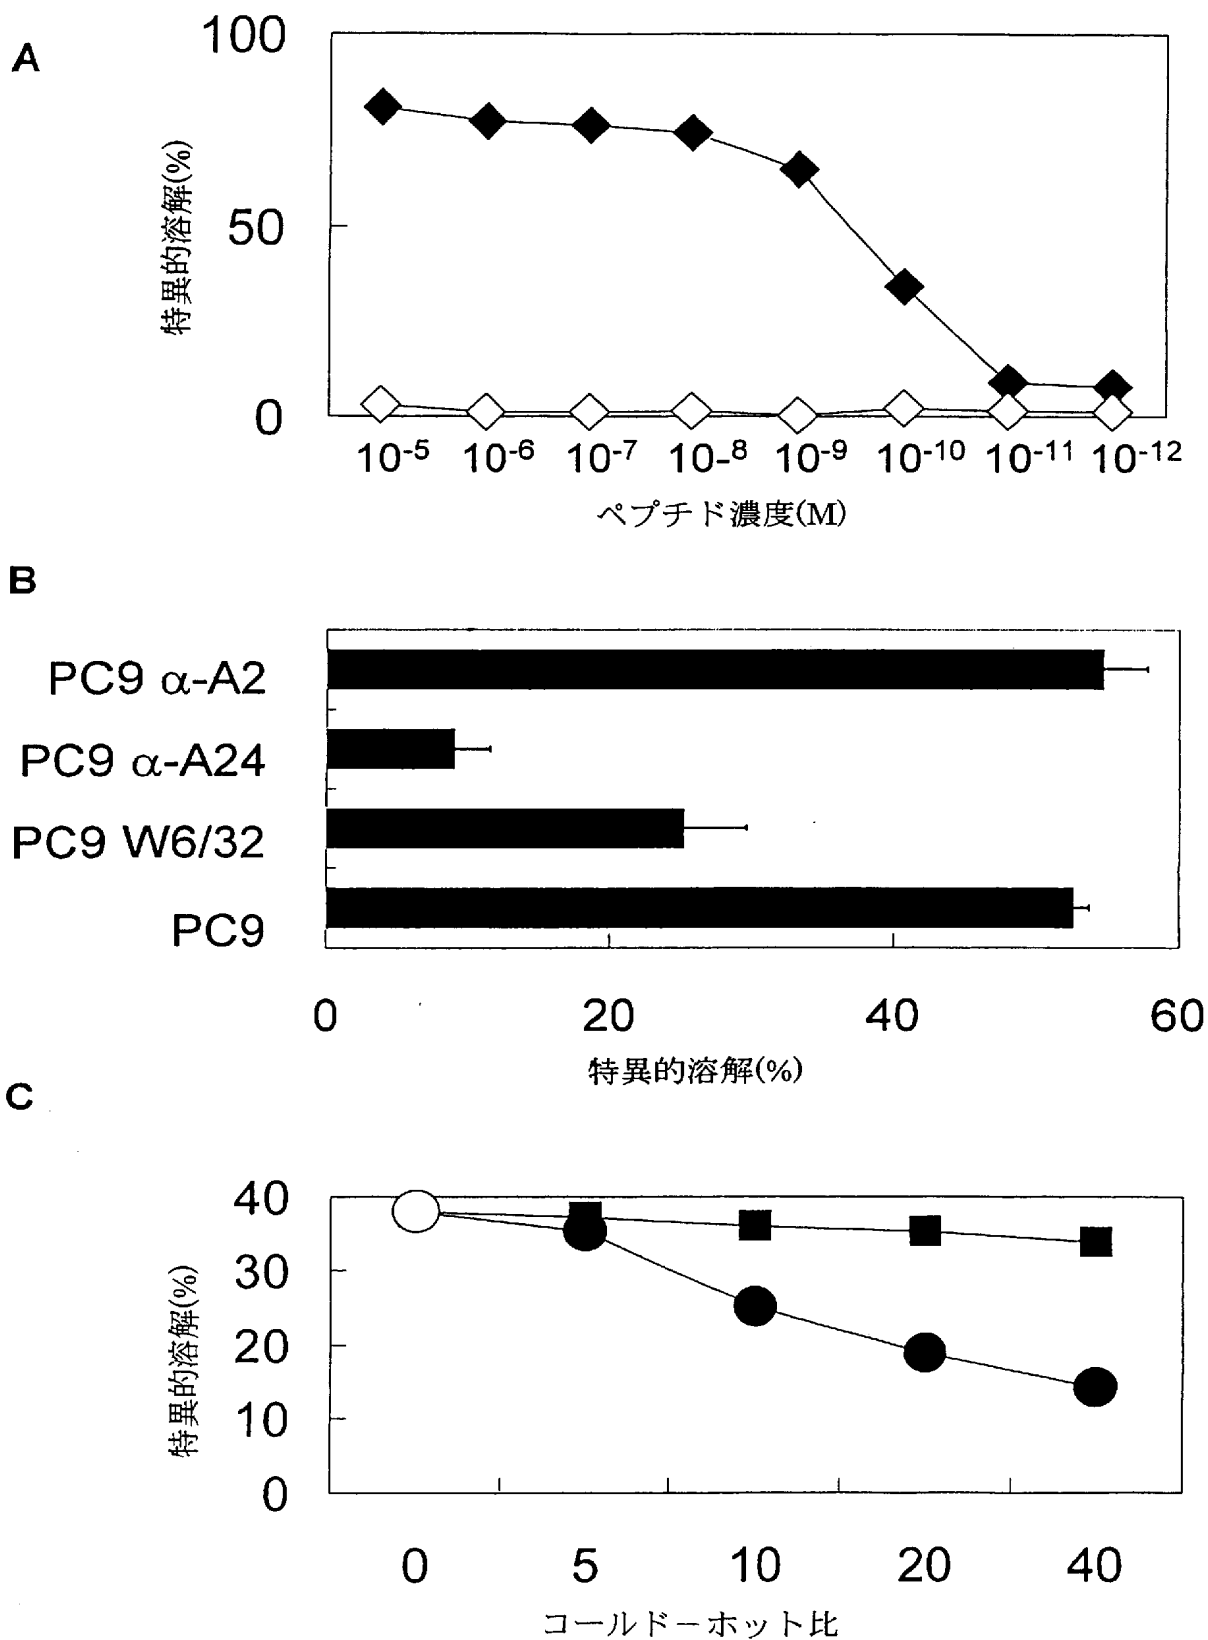 A
100
50
0
特異的溶解(%)
10-5 10-6 10-7 10-8 10-9 10-10 10-11 10-12
ペプチド濃度(M)
B
PC9 α-A2
PC9 α-A24
PC9 W6/32
PC9
0 20 40 60
特異的溶解(%)
C
40
30
20
10
0
特異的溶解(%)
0 5 10 20 40
コールド－ホット比